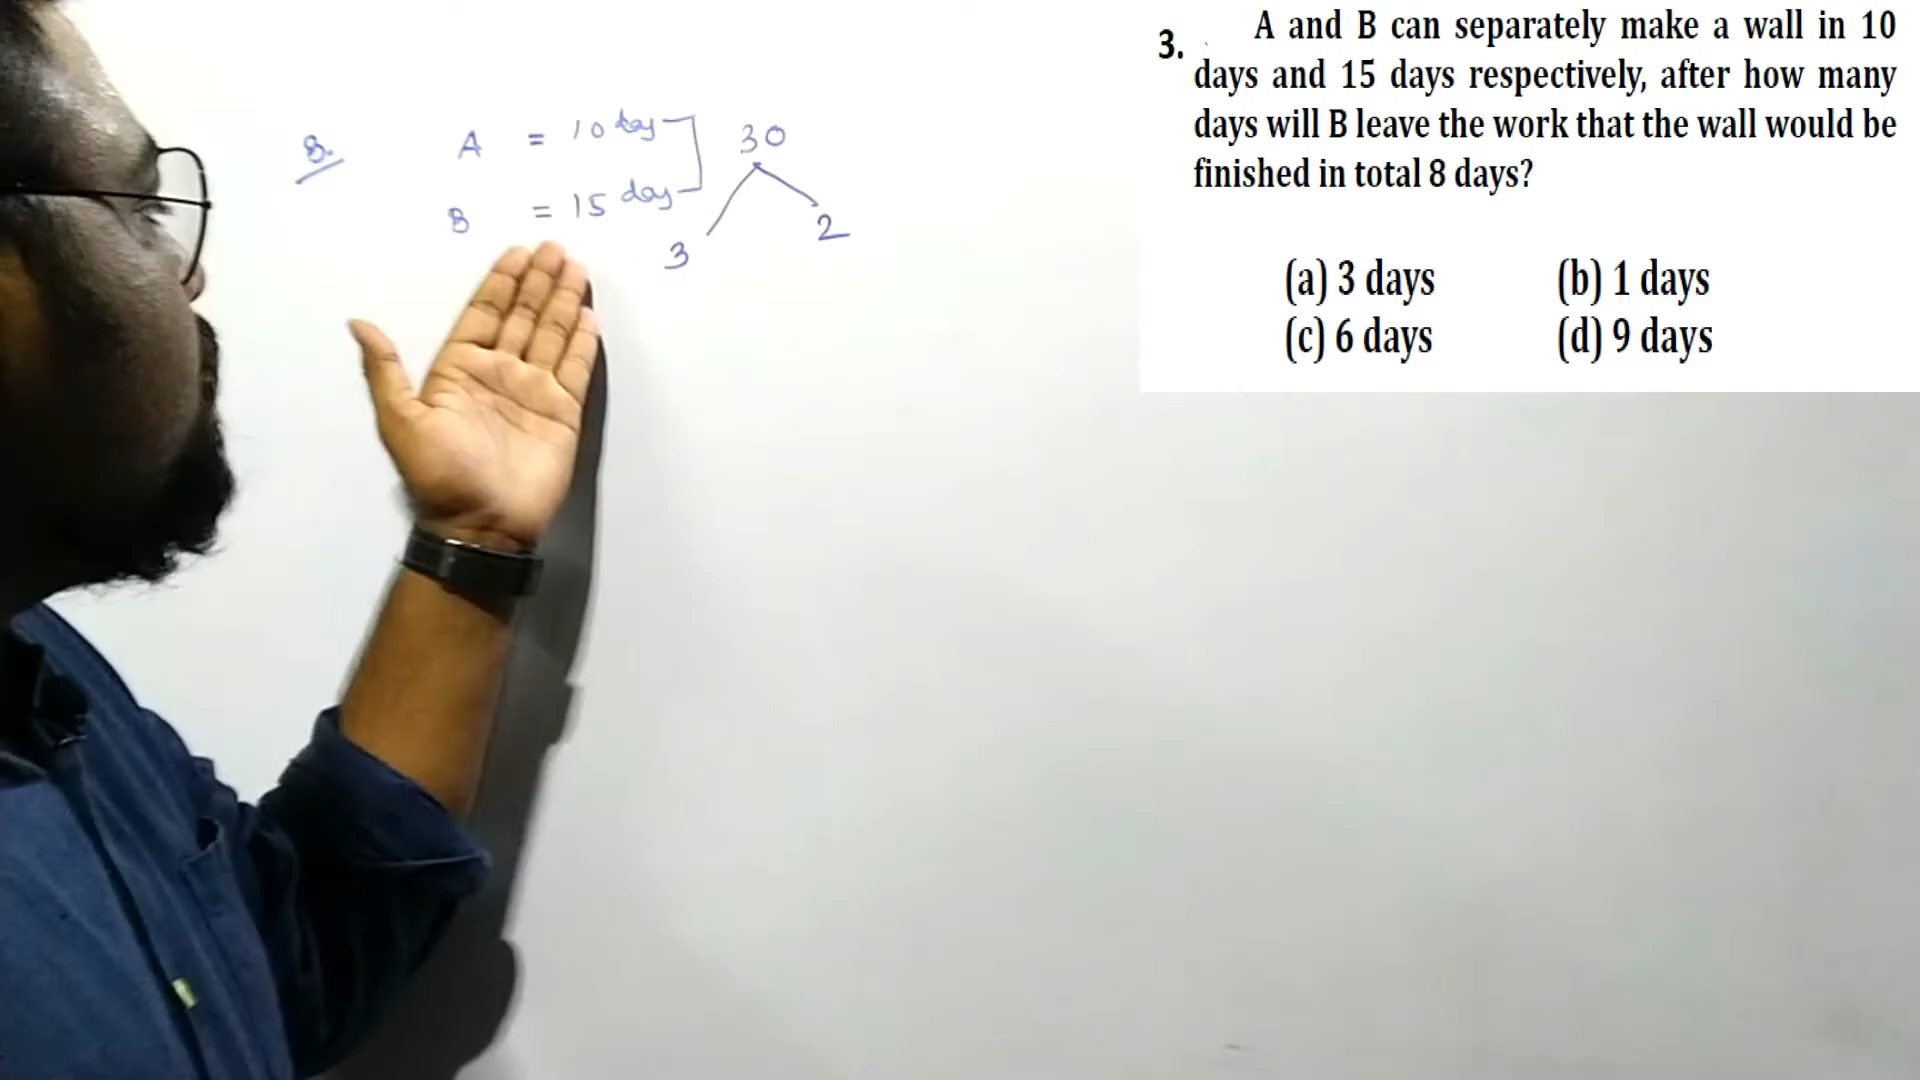 3. A and B can separately make a wall in 10
days and 15 days respectively, after how many
days will B leave the work that the wall would be
finished in total 8 days?
(a) 3 days (b) 1 days
(c) 6 days (d) 9 days
A = 10 day 30
B = 15 day
3 2